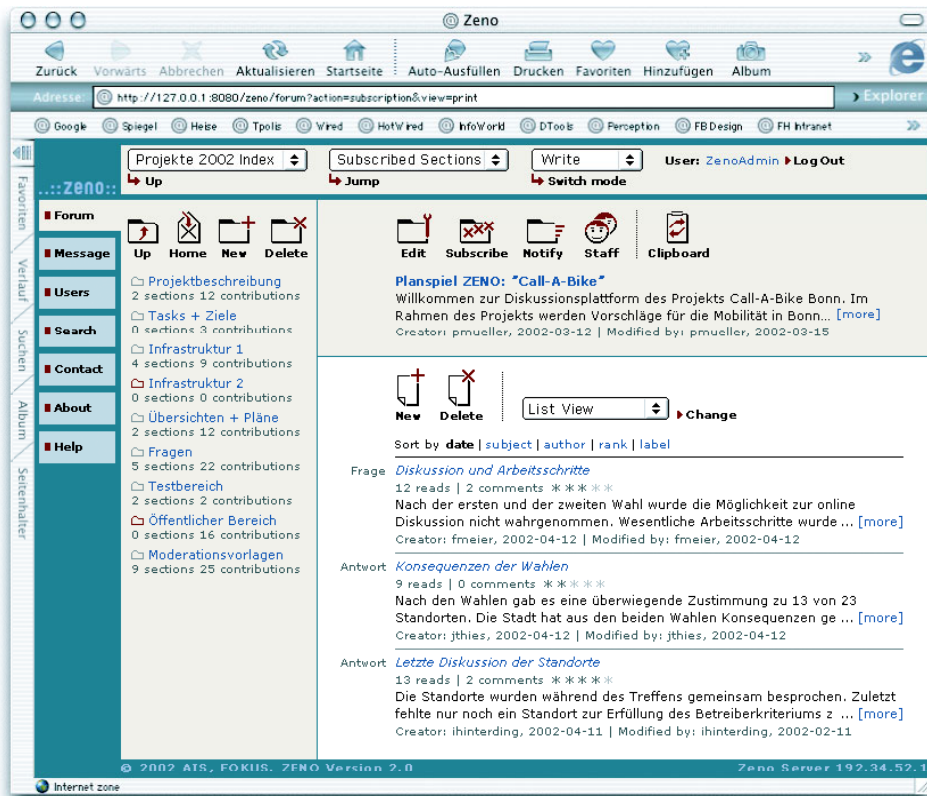 @ Zeno
Zurück Vorwärts Abbrechen Aktualisieren Startseite Auto-Ausfüllen Drucken Favoriten Hinzufügen Album
Adresse: http://127.0.0.1:8080/zeno/forum?action=subscription&view=print Explorer
Google Spiegel Heise Tpolis Wired HotWired InfoWorld DTools Perception FBDesign FH Intranet
Favoriten
Verlauf
Suchen
Album
Seitenhalter
..::zeno::
Projekte 2002 Index Subscribed Sections Write User: ZenoAdmin Log Out
Up Jump Switch mode
Forum
Message
Users
Search
Contact
About
Help
Up Home New Delete
Projektbeschreibung
2 sections 12 contributions
Tasks + Ziele
0 sections 3 contributions
Infrastruktur 1
4 sections 9 contributions
Infrastruktur 2
0 sections 0 contributions
Übersichten + Pläne
2 sections 12 contributions
Fragen
5 sections 22 contributions
Testbereich
2 sections 2 contributions
Öffentlicher Bereich
0 sections 16 contributions
Moderationsvorlagen
9 sections 25 contributions
Edit Subscribe Notify Staff Clipboard
Planspiel ZENO: "Call-A-Bike"
Willkommen zur Diskussionsplattform des Projekts Call-A-Bike Bonn. Im
Rahmen des Projekts werden Vorschläge für die Mobilität in Bonn... [more]
Creator: pmueller, 2002-03-12 | Modified by: pmueller, 2002-03-15
New Delete List View Change
Sort by date | subject | author | rank | label
Frage Diskussion und Arbeitsschritte
12 reads | 2 comments * * * * *
Nach der ersten und der zweiten Wahl wurde die Möglichkeit zur online
Diskussion nicht wahrgenommen. Wesentliche Arbeitsschritte wurde ... [more]
Creator: fmeier, 2002-04-12 | Modified by: fmeier, 2002-04-12
Antwort Konsequenzen der Wahlen
9 reads | 0 comments * * * * *
Nach den Wahlen gab es eine überwiegende Zustimmung zu 13 von 23
Standorten. Die Stadt hat aus den beiden Wahlen Konsequenzen ge ... [more]
Creator: jthies, 2002-04-12 | Modified by: jthies, 2002-04-12
Antwort Letzte Diskussion der Standorte
13 reads | 2 comments * * * * *
Die Standorte wurden während des Treffens gemeinsam besprochen. Zuletzt
fehlte nur noch ein Standort zur Erfüllung des Betreiberkriteriums z ... [more]
Creator: ihinterding, 2002-04-11 | Modified by: ihinterding, 2002-02-11
© 2002 AIS, FOKUS. ZENO Version 2.0 Zeno Server 192.34.52.1
Internet zone